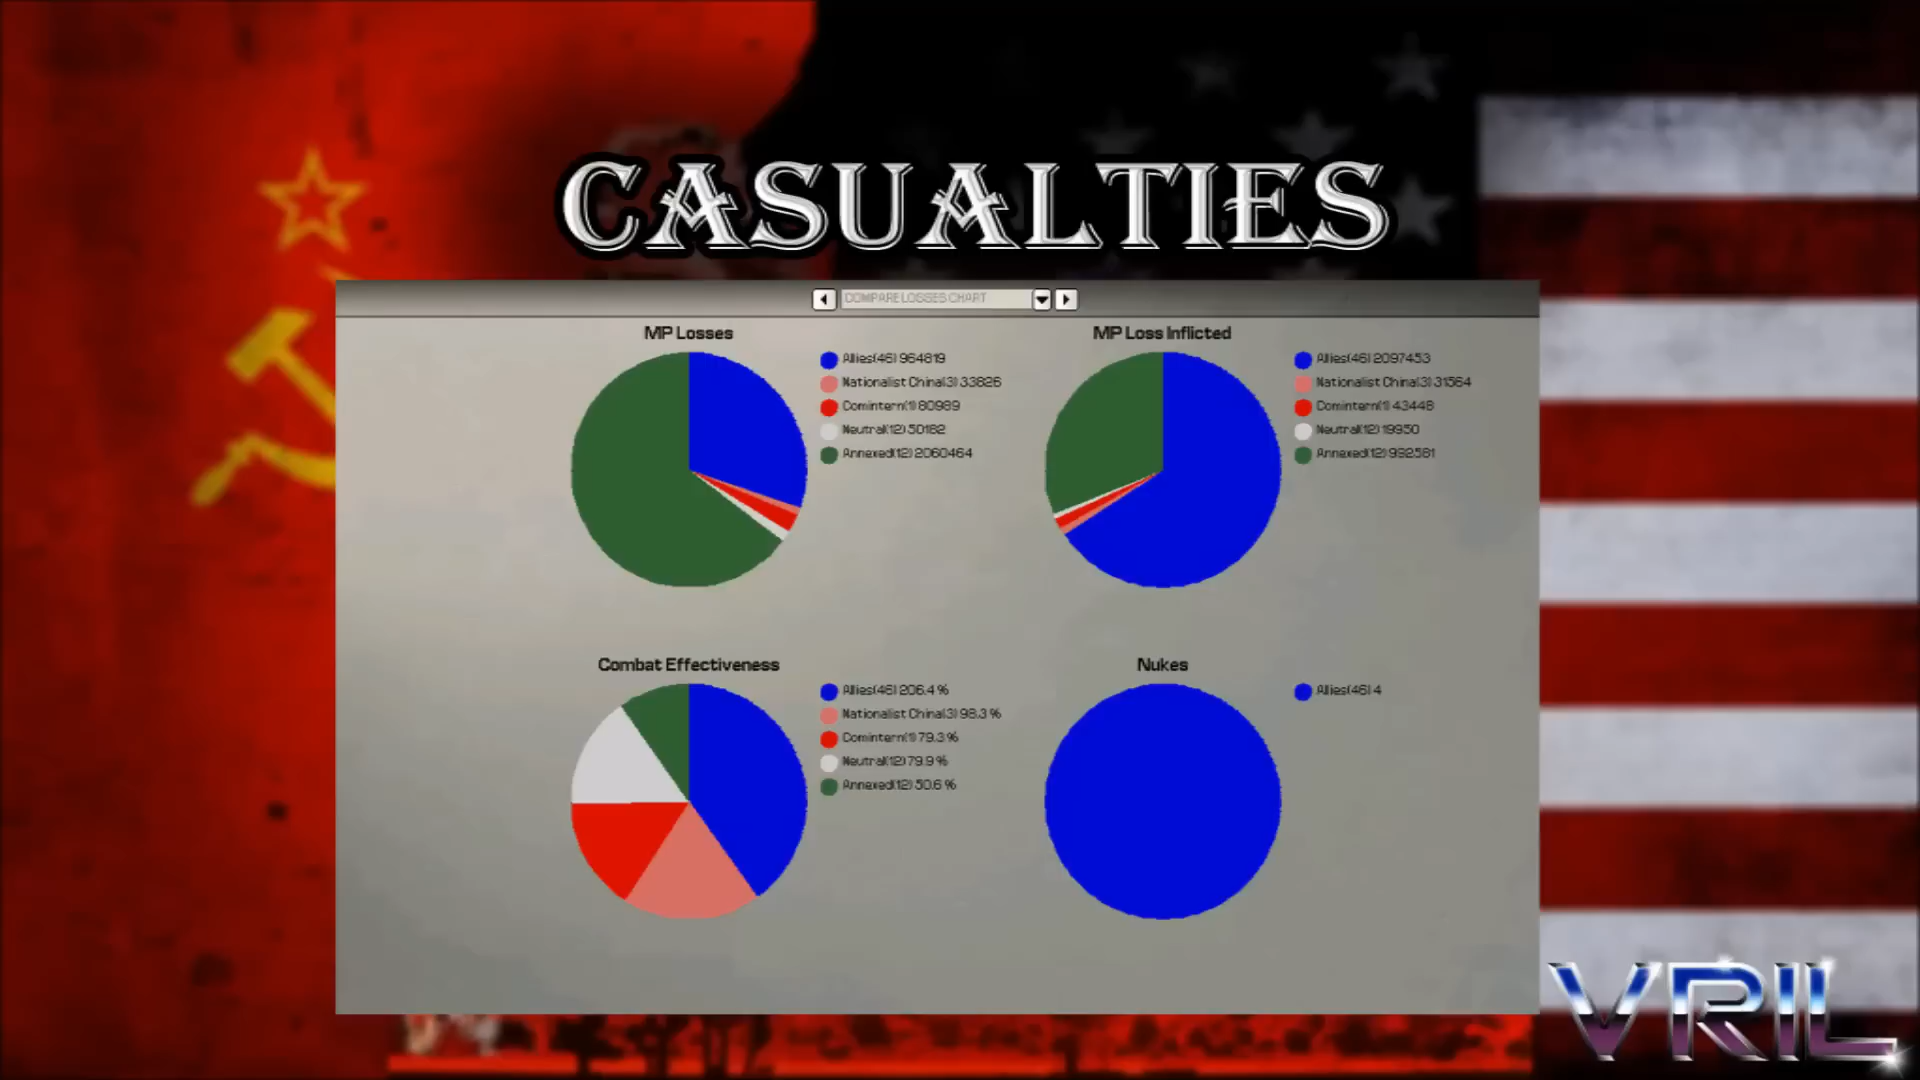 CASUALTIES
COMPARE LOSSES CHART
MP Losses
Allies(46) 964819
Nationalist China(3) 33826
Comintern(1) 80989
Neutral(12) 50182
Annexed(12) 2060464
MP Loss Inflicted
Allies(46) 2097453
Nationalist China(3) 31564
Comintern(1) 43448
Neutral(12) 19950
Annexed(12) 992581
Combat Effectiveness
Allies(46) 206.4 %
Nationalist China(3) 98.3 %
Comintern(1) 79.3 %
Neutral(12) 79.9 %
Annexed(12) 50.6 %
Nukes
Allies(46) 4
VRIL